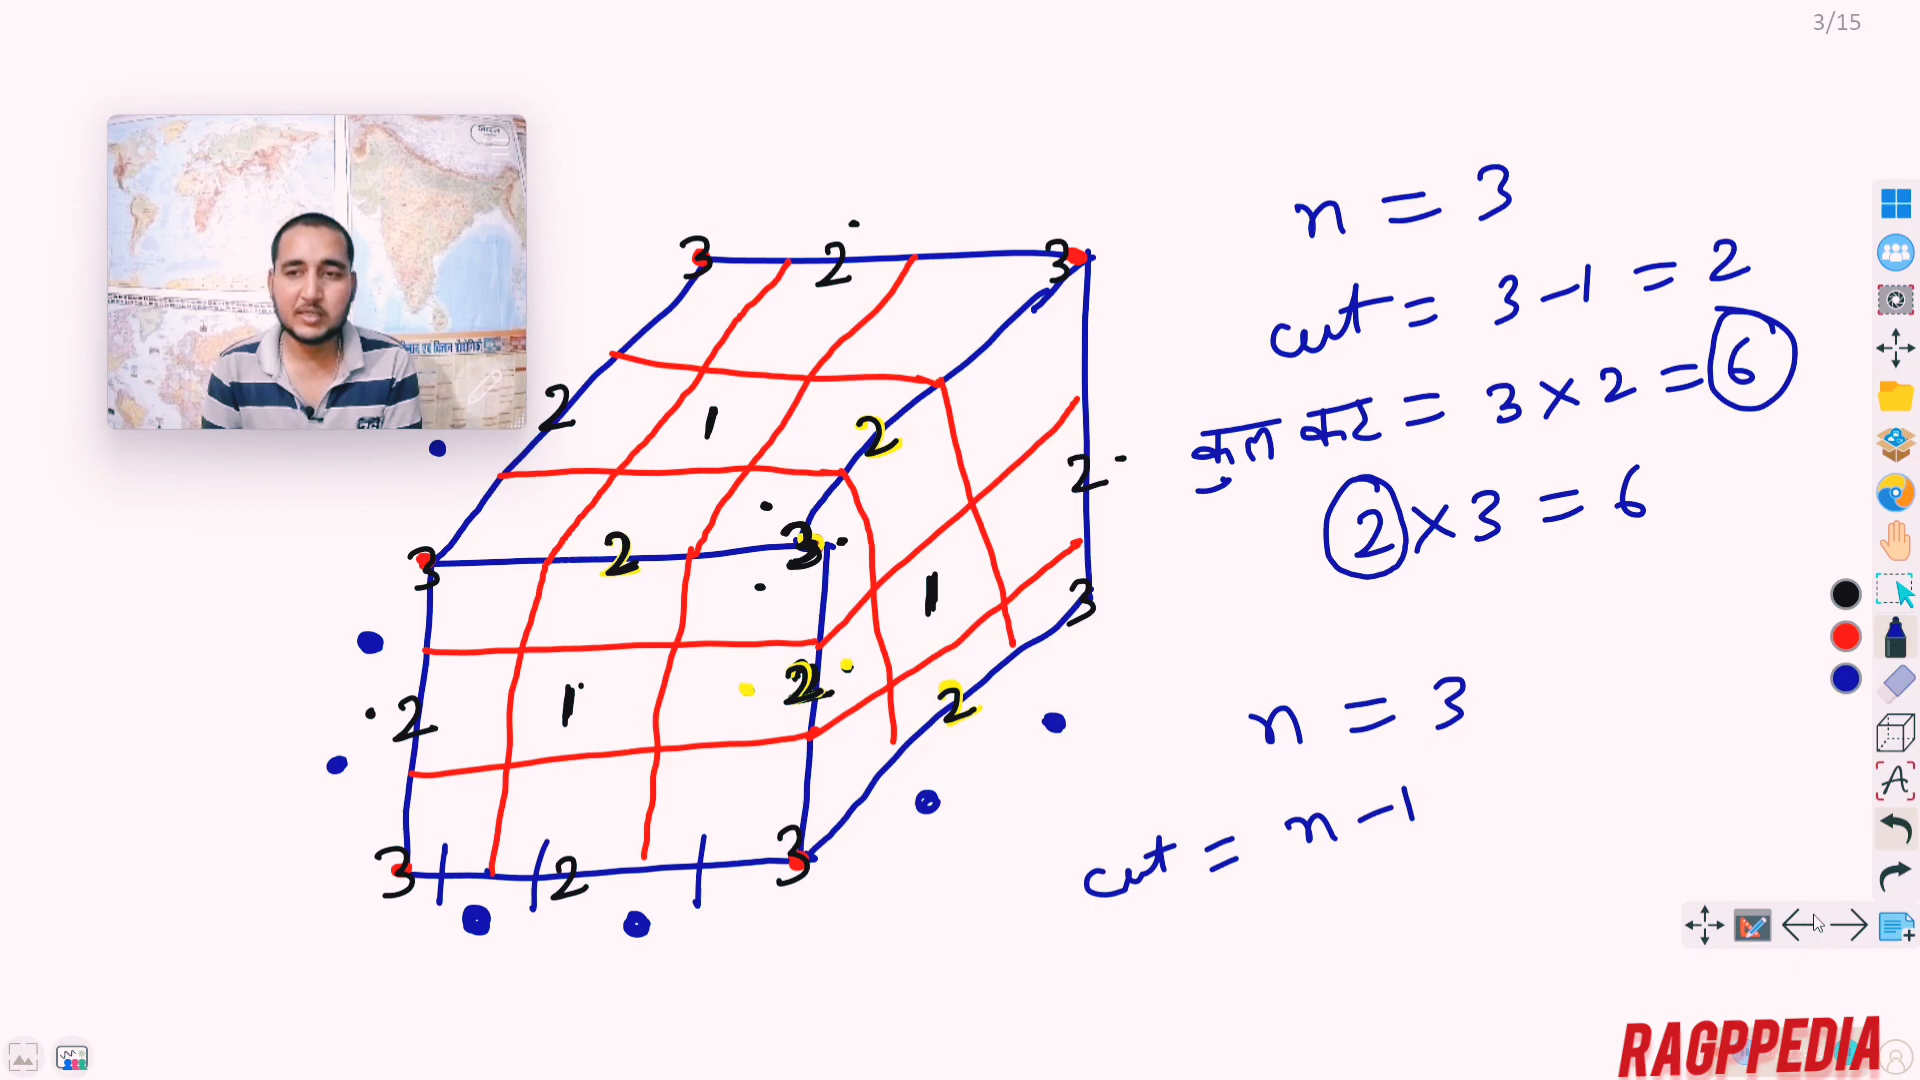 3/15
n = 3
cut = 3 - 1 = 2
कुल कट = 3 × 2 = 6
2 × 3 = 6
n = 3
cut = n - 1
3 2 3
2 2
1
2
3 2 3
1
3
2 1 2 2
3 2 3
A
RAGPPEDIA